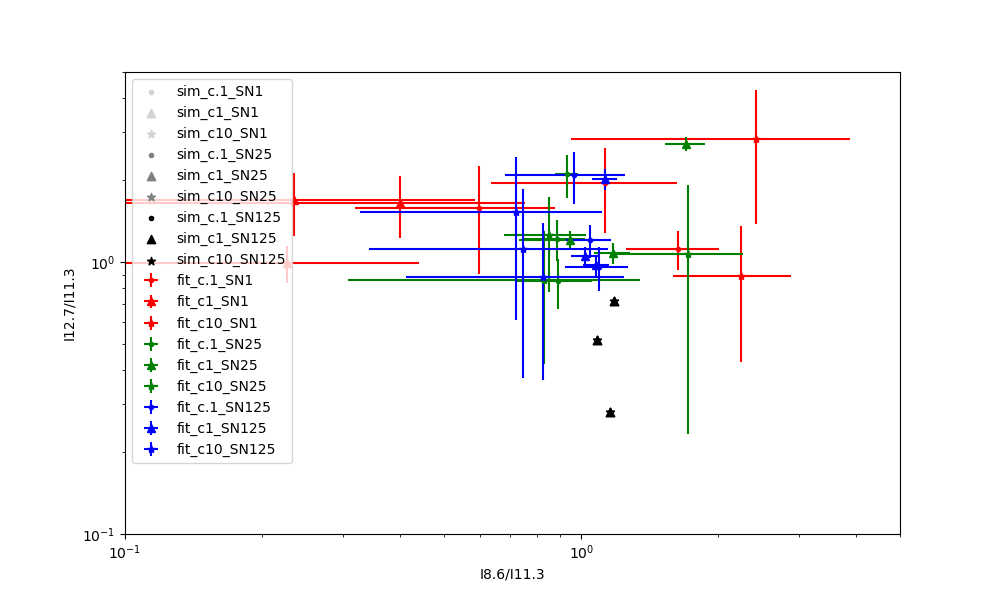 sim_c.1_SN1
sim_c1_SN1
sim_c10_SN1
sim_c.1_SN25
sim_c1_SN25
sim_c10_SN25
sim_c.1_SN125
sim_c1_SN125
sim_c10_SN125
fit_c.1_SN1
fit_c1_SN1
fit_c10_SN1
fit_c.1_SN25
fit_c1_SN25
fit_c10_SN25
fit_c.1_SN125
fit_c1_SN125
fit_c10_SN125
I12.7/I11.3
10⁰
10⁻¹
10⁻¹
10⁰
I8.6/I11.3